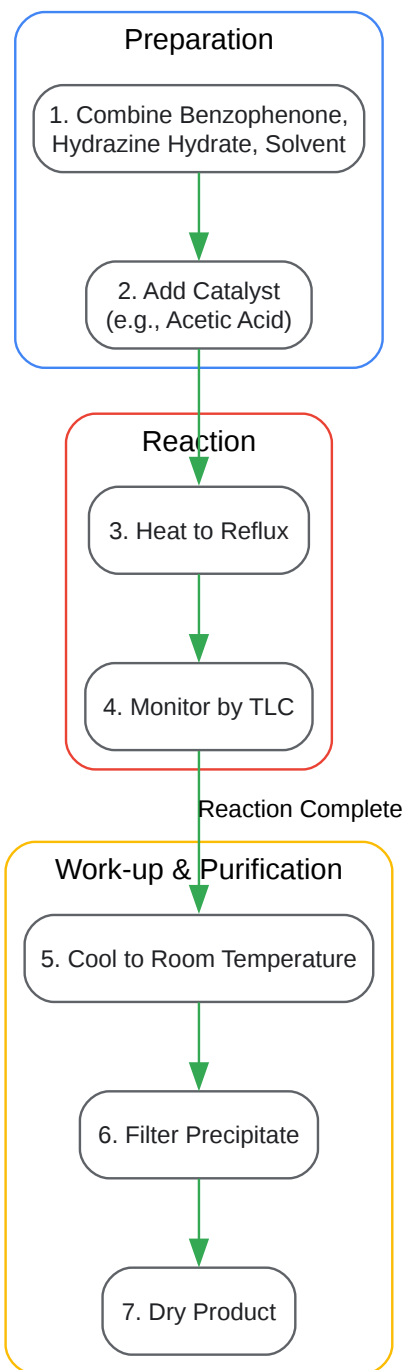 Preparation
1. Combine Benzophenone,
Hydrazine Hydrate, Solvent
2. Add Catalyst
(e.g., Acetic Acid)
Reaction
3. Heat to Reflux
4. Monitor by TLC
Reaction Complete
Work-up & Purification
5. Cool to Room Temperature
6. Filter Precipitate
7. Dry Product